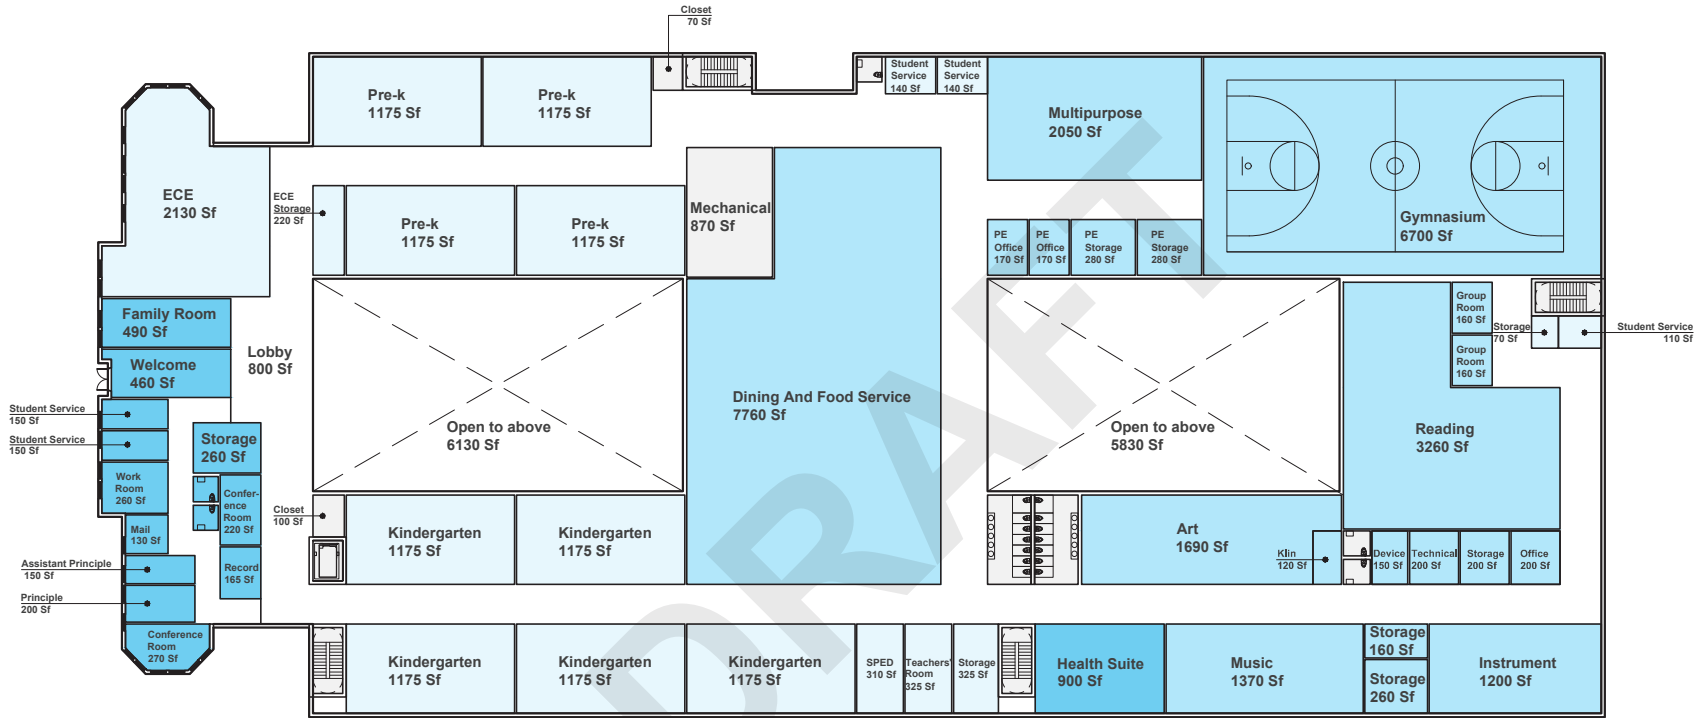 Closet
70 Sf
Pre-k
1175 Sf
Pre-k
1175 Sf
Student
Service
140 Sf
Student
Service
140 Sf
Multipurpose
2050 Sf
Gymnasium
6700 Sf
ECE
2130 Sf
ECE
Storage
220 Sf
Pre-k
1175 Sf
Pre-k
1175 Sf
Mechanical
870 Sf
PE
Office
170 Sf
PE
Office
170 Sf
PE
Storage
280 Sf
PE
Storage
280 Sf
Family Room
490 Sf
Welcome
460 Sf
Lobby
800 Sf
Group
Room
160 Sf
Group
Room
160 Sf
Storage
70 Sf
Student Service
110 Sf
Student Service
150 Sf
Student Service
150 Sf
Open to above
6130 Sf
Dining And Food Service
7760 Sf
Open to above
5830 Sf
Reading
3260 Sf
Storage
260 Sf
Work
Room
260 Sf
Confer-
ence
Room
220 Sf
Mail
130 Sf
Closet
100 Sf
Kindergarten
1175 Sf
Kindergarten
1175 Sf
Art
1690 Sf
Klin
120 Sf
Device
150 Sf
Technical
200 Sf
Storage
200 Sf
Office
200 Sf
Assistant Principle
150 Sf
Record
165 Sf
Principle
200 Sf
Conference
Room
270 Sf
Kindergarten
1175 Sf
Kindergarten
1175 Sf
Kindergarten
1175 Sf
SPED
310 Sf
Teachers'
Room
325 Sf
Storage
325 Sf
Health Suite
900 Sf
Music
1370 Sf
Storage
160 Sf
Storage
260 Sf
Instrument
1200 Sf
DRAFT